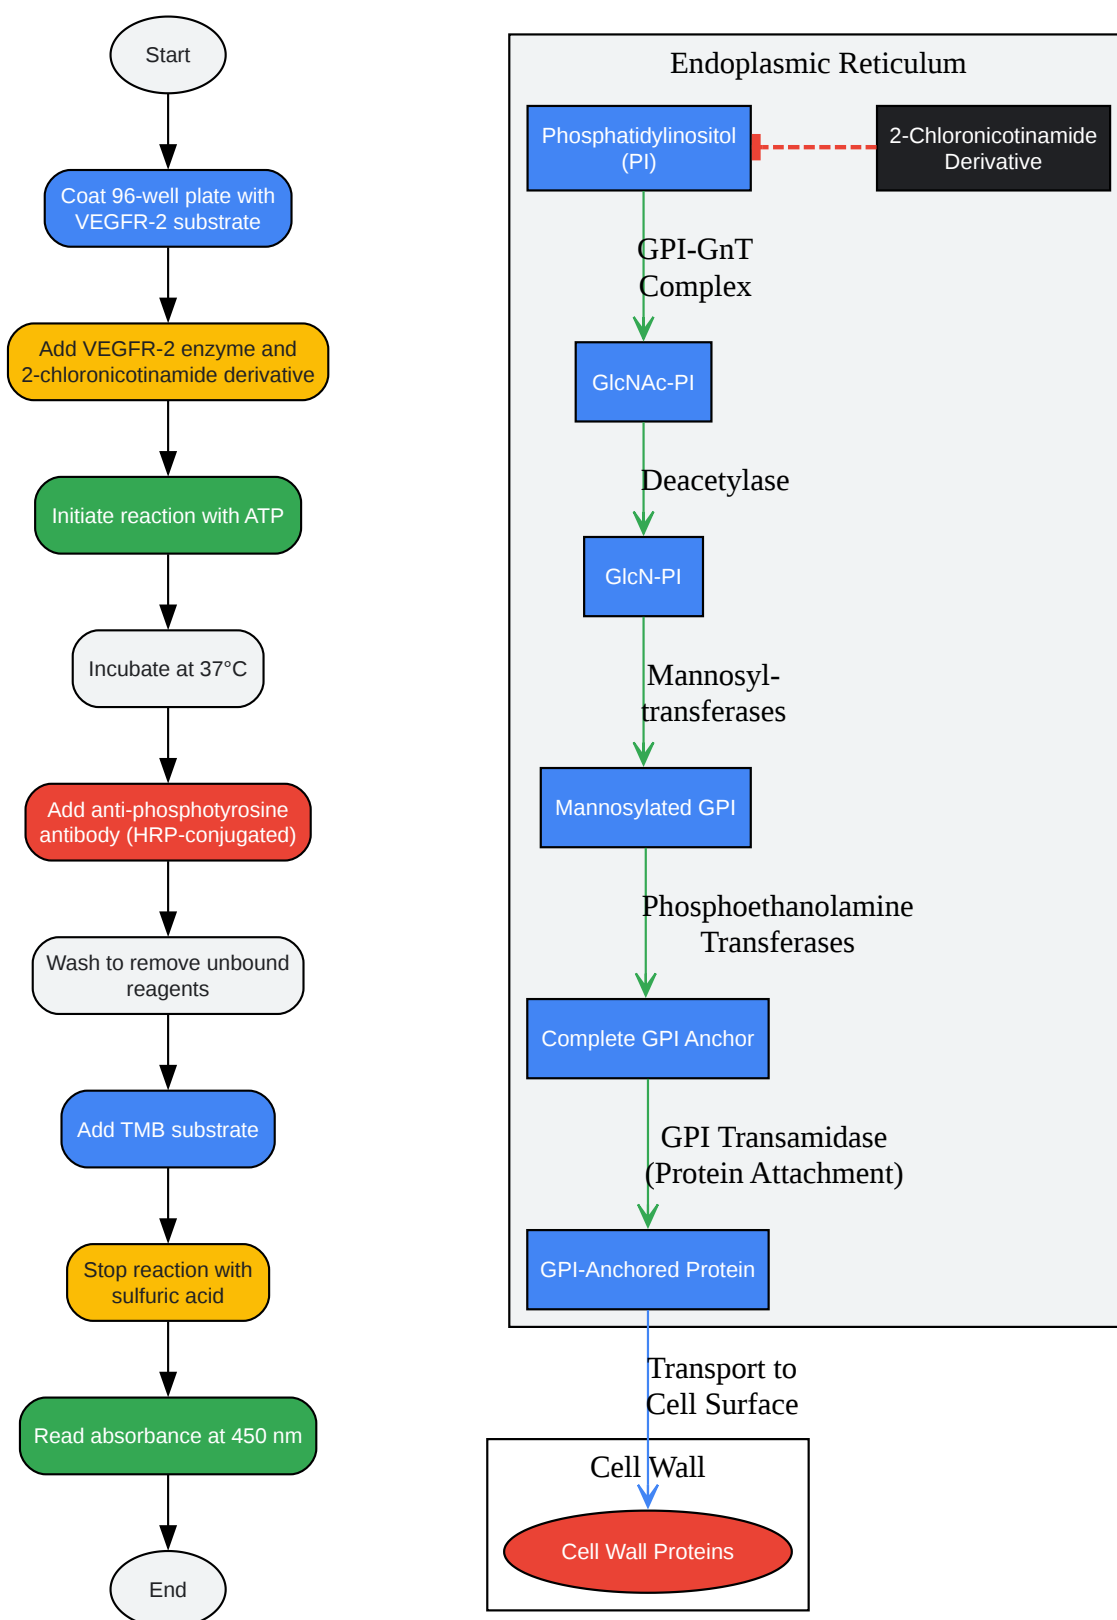 Start
Coat 96-well plate with
VEGFR-2 substrate
Add VEGFR-2 enzyme and
2-chloronicotinamide derivative
Initiate reaction with ATP
Incubate at 37°C
Add anti-phosphotyrosine
antibody (HRP-conjugated)
Wash to remove unbound
reagents
Add TMB substrate
Stop reaction with
sulfuric acid
Read absorbance at 450 nm
End
Endoplasmic Reticulum
Phosphatidylinositol
(PI)
2-Chloronicotinamide
Derivative
GPI-GnT
Complex
GlcNAc-PI
Deacetylase
GlcN-PI
Mannosyl-
transferases
Mannosylated GPI
Phosphoethanolamine
Transferases
Complete GPI Anchor
GPI Transamidase
(Protein Attachment)
GPI-Anchored Protein
Transport to
Cell Surface
Cell Wall
Cell Wall Proteins